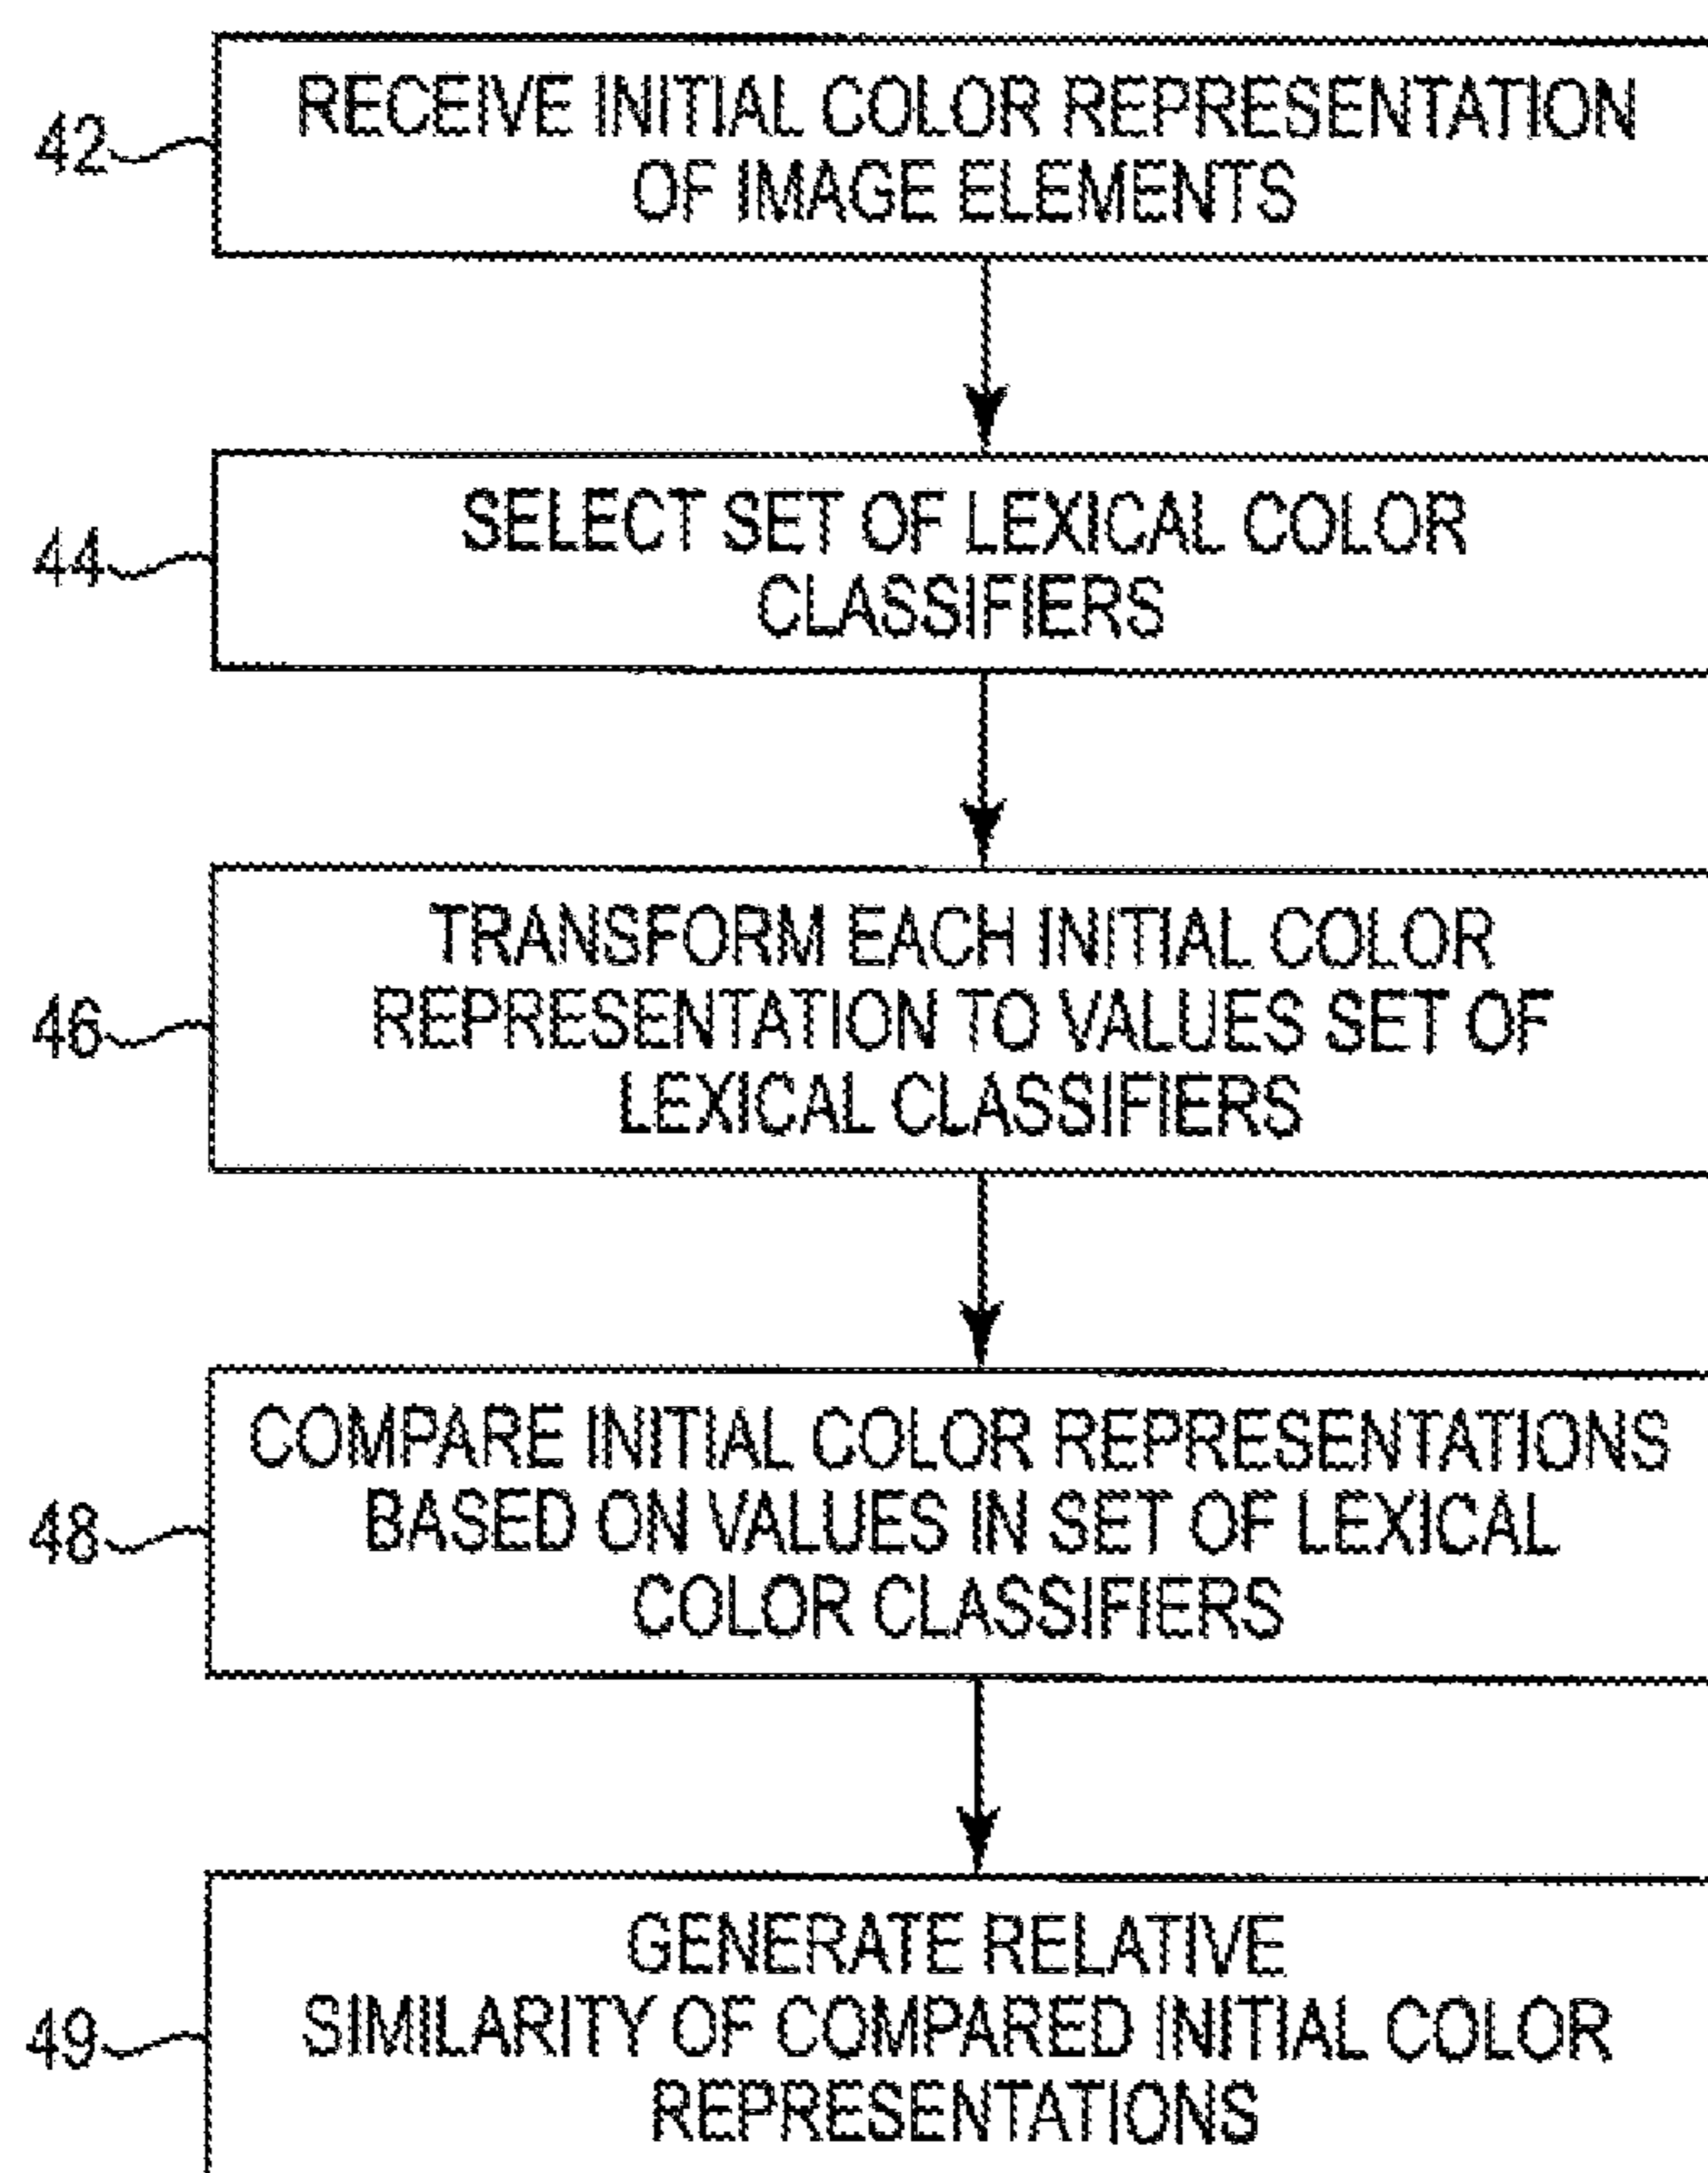 42
RECEIVE INITIAL COLOR REPRESENTATION
OF IMAGE ELEMENTS
44
SELECT SET OF LEXICAL COLOR
CLASSIFIERS
46
TRANSFORM EACH INITIAL COLOR
REPRESENTATION TO VALUES SET OF
LEXICAL CLASSIFIERS
48
COMPARE INITIAL COLOR REPRESENTATIONS
BASED ON VALUES IN SET OF LEXICAL
COLOR CLASSIFIERS
49
GENERATE RELATIVE
SIMILARITY OF COMPARED INITIAL COLOR
REPRESENTATIONS